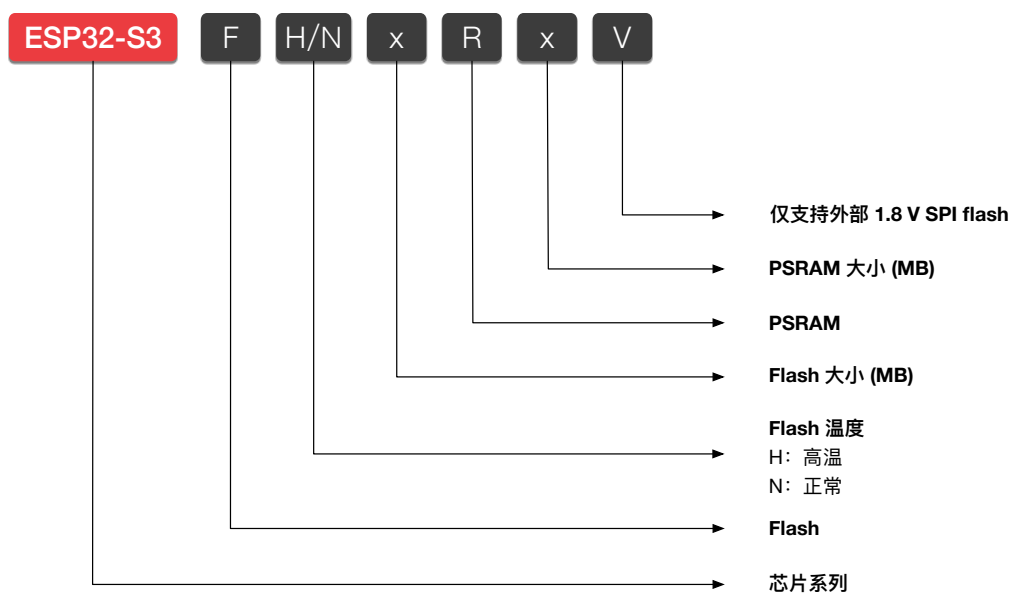 ESP32-S3 F H/N x R x V
仅支持外部 1.8 V SPI flash
PSRAM 大小 (MB)
PSRAM
Flash 大小 (MB)
Flash 温度
H：高温
N：正常
Flash
芯片系列